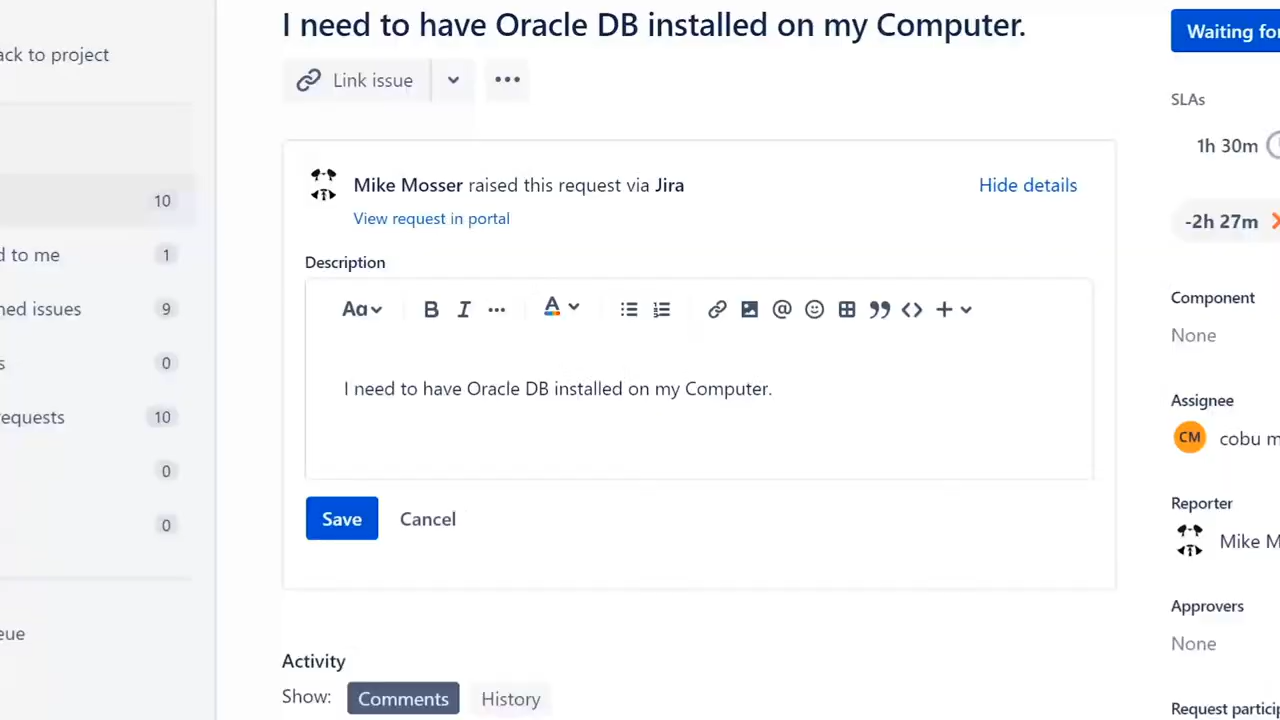 I need to have Oracle DB installed on my Computer.
Waiting for
ack to project
Link issue
SLAs
1h 30m
Mike Mosser raised this request via Jira
Hide details
10
View request in portal
-2h 27m
d to me
1
Description
Component
ned issues
9
Aa
B
I
A
None
s
0
I need to have Oracle DB installed on my Computer.
Assignee
equests
10
CM
cobu m
0
Save
Cancel
Reporter
0
Mike M
Approvers
eue
None
Activity
Show:
Comments
History
Request particip